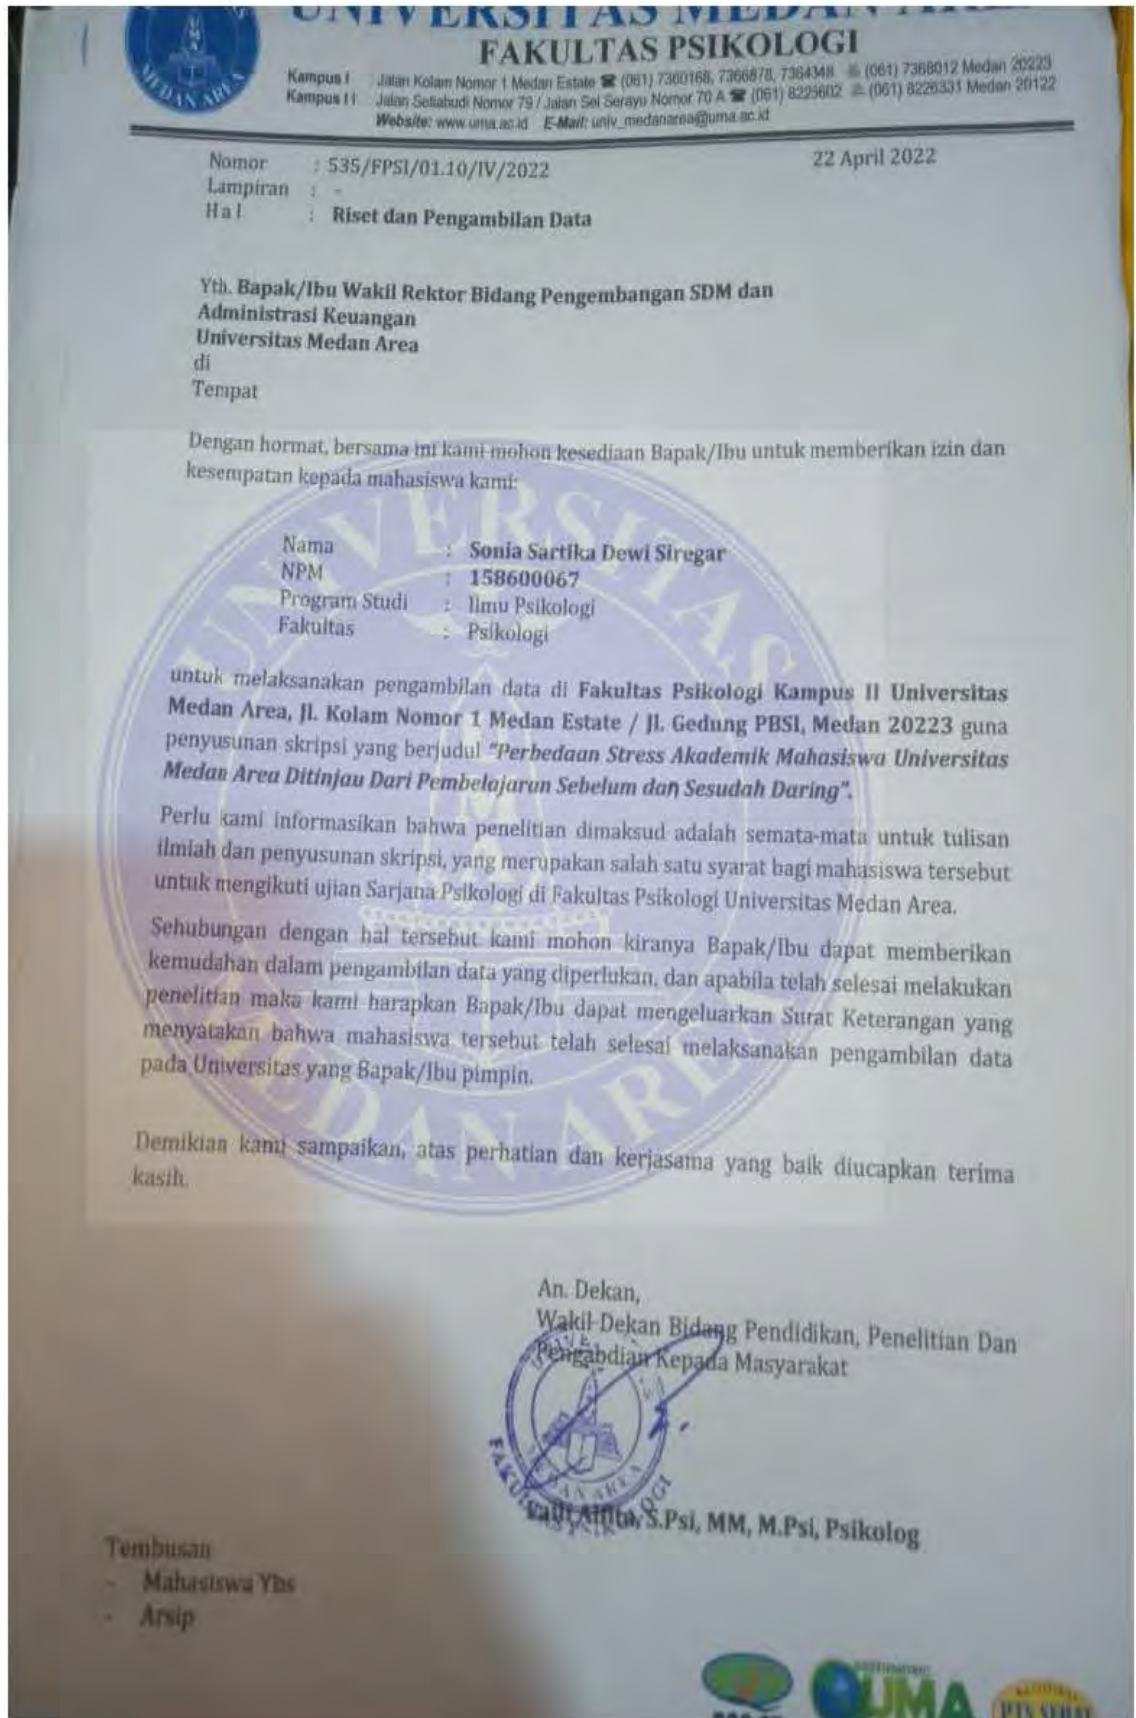 UNIVERSITAS MEDAN AREA
FAKULTAS PSIKOLOGI
Kampus I : Jalan Kolam Nomor 1 Medan Estate ☎ (061) 7360168, 7366878, 7364348 (061) 7368012 Medan 20223
Kampus II : Jalan Setiabudi Nomor 79 / Jalan Sei Serayu Nomor 70 A ☎ (061) 8225602 (061) 8226331 Medan 20122
Website: www.uma.ac.id E-Mail: univ_medanarea@uma.ac.id
Nomor : 535/FPSI/01.10/IV/2022 22 April 2022
Lampiran : -
Hal : Riset dan Pengambilan Data
Yth. Bapak/Ibu Wakil Rektor Bidang Pengembangan SDM dan
Administrasi Keuangan
Universitas Medan Area
di
Tempat
Dengan hormat, bersama ini kami mohon kesediaan Bapak/Ibu untuk memberikan izin dan
kesempatan kepada mahasiswa kami:
Nama : Sonia Sartika Dewi Siregar
NPM : 158600067
Program Studi : Ilmu Psikologi
Fakultas : Psikologi
untuk melaksanakan pengambilan data di Fakultas Psikologi Kampus II Universitas
Medan Area, Jl. Kolam Nomor 1 Medan Estate / Jl. Gedung PBSI, Medan 20223 guna
penyusunan skripsi yang berjudul "Perbedaan Stress Akademik Mahasiswa Universitas
Medan Area Ditinjau Dari Pembelajaran Sebelum dan Sesudah Daring".
Perlu kami informasikan bahwa penelitian dimaksud adalah semata-mata untuk tulisan
ilmiah dan penyusunan skripsi, yang merupakan salah satu syarat bagi mahasiswa tersebut
untuk mengikuti ujian Sarjana Psikologi di Fakultas Psikologi Universitas Medan Area.
Sehubungan dengan hal tersebut kami mohon kiranya Bapak/Ibu dapat memberikan
kemudahan dalam pengambilan data yang diperlukan, dan apabila telah selesai melakukan
penelitian maka kami harapkan Bapak/Ibu dapat mengeluarkan Surat Keterangan yang
menyatakan bahwa mahasiswa tersebut telah selesai melaksanakan pengambilan data
pada Universitas yang Bapak/Ibu pimpin.
Demikian kami sampaikan, atas perhatian dan kerjasama yang baik diucapkan terima
kasih.
An. Dekan,
Wakil Dekan Bidang Pendidikan, Penelitian Dan
Pengabdian Kepada Masyarakat
S.Psi, MM, M.Psi, Psikolog
Tembusan
- Mahasiswa Ybs
- Arsip
UMA